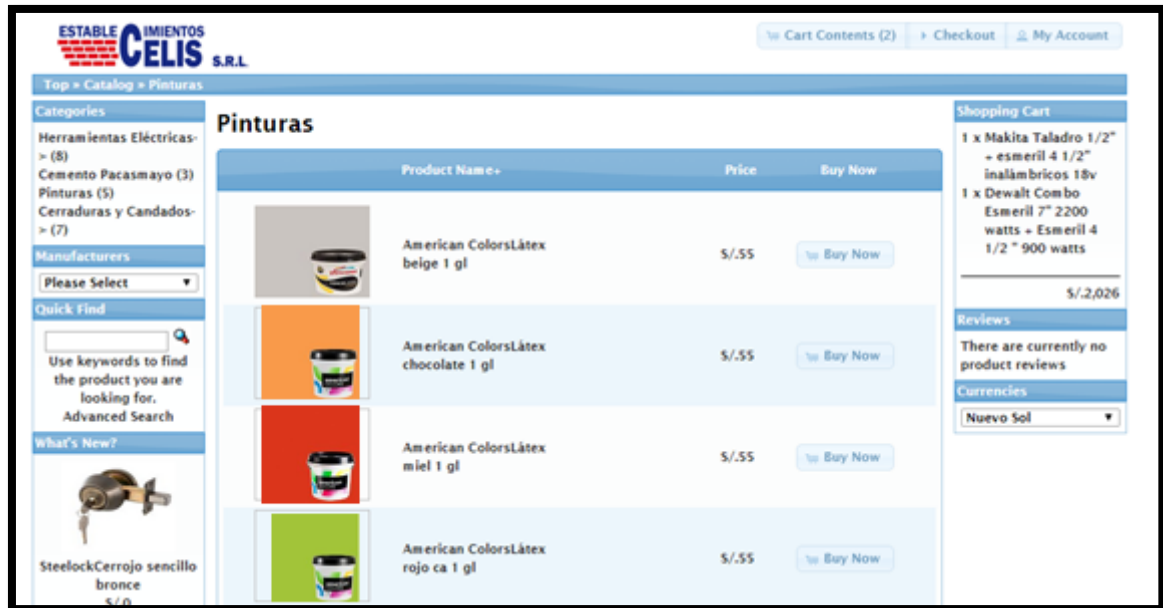 ESTABLE CIMIENTOS
CELIS S.R.L.
Cart Contents (2)
Checkout
My Account
Top » Catalog » Pinturas
Categories
Herramientas Eléctricas-
> (8)
Cemento Pacasmayo (3)
Pinturas (5)
Cerraduras y Candados-
> (7)
Manufacturers
Please Select
Quick Find
Use keywords to find
the product you are
looking for.
Advanced Search
What's New?
SteelockCerrojo sencillo
bronce
S/.0
Pinturas
Product Name+ Price Buy Now
American ColorsLátex
beige 1 gl
S/.55
Buy Now
American ColorsLátex
chocolate 1 gl
S/.55
Buy Now
American ColorsLátex
miel 1 gl
S/.55
Buy Now
American ColorsLátex
rojo ca 1 gl
S/.55
Buy Now
Shopping Cart
1 x Makita Taladro 1/2"
+ esmeril 4 1/2"
inalámbricos 18v
1 x Dewalt Combo
Esmeril 7" 2200
watts + Esmeril 4
1/2 " 900 watts
S/.2,026
Reviews
There are currently no
product reviews
Currencies
Nuevo Sol